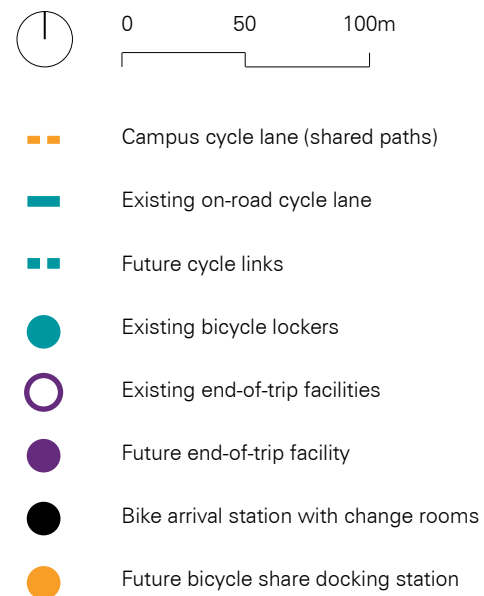 0 50 100m
Campus cycle lane (shared paths)
Existing on-road cycle lane
Future cycle links
Existing bicycle lockers
Existing end-of-trip facilities
Future end-of-trip facility
Bike arrival station with change rooms
Future bicycle share docking station